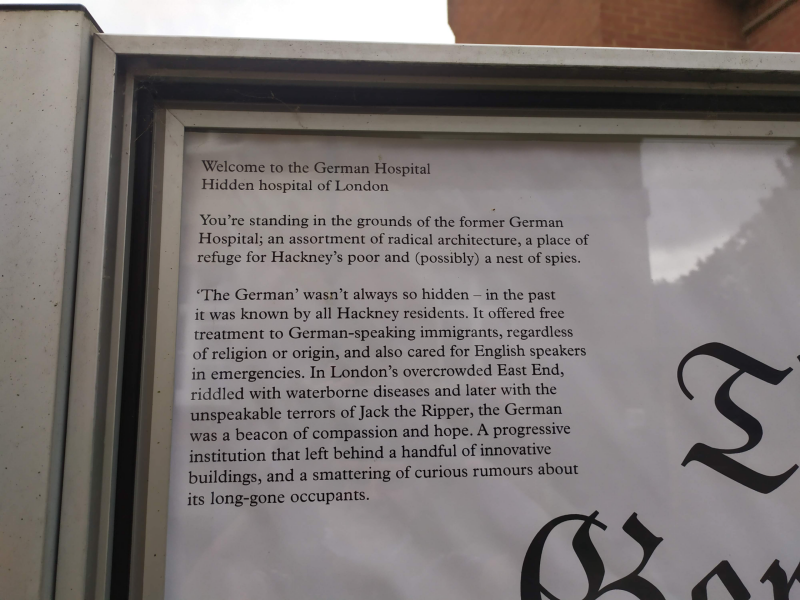 Welcome to the German Hospital
Hidden hospital of London
You're standing in the grounds of the former German
Hospital; an assortment of radical architecture, a place of
refuge for Hackney's poor and (possibly) a nest of spies.
'The German' wasn't always so hidden – in the past
it was known by all Hackney residents. It offered free
treatment to German-speaking immigrants, regardless
of religion or origin, and also cared for English speakers
in emergencies. In London's overcrowded East End,
riddled with waterborne diseases and later with the
unspeakable terrors of Jack the Ripper, the German
was a beacon of compassion and hope. A progressive
institution that left behind a handful of innovative
buildings, and a smattering of curious rumours about
its long-gone occupants.